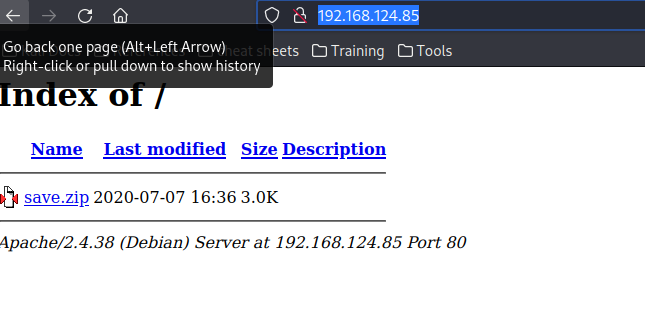 192.168.124.85
Go back one page (Alt+Left Arrow)
Right-click or pull down to show history
heat sheets Training Tools
Index of /
Name Last modified Size Description
save.zip 2020-07-07 16:36 3.0K
Apache/2.4.38 (Debian) Server at 192.168.124.85 Port 80